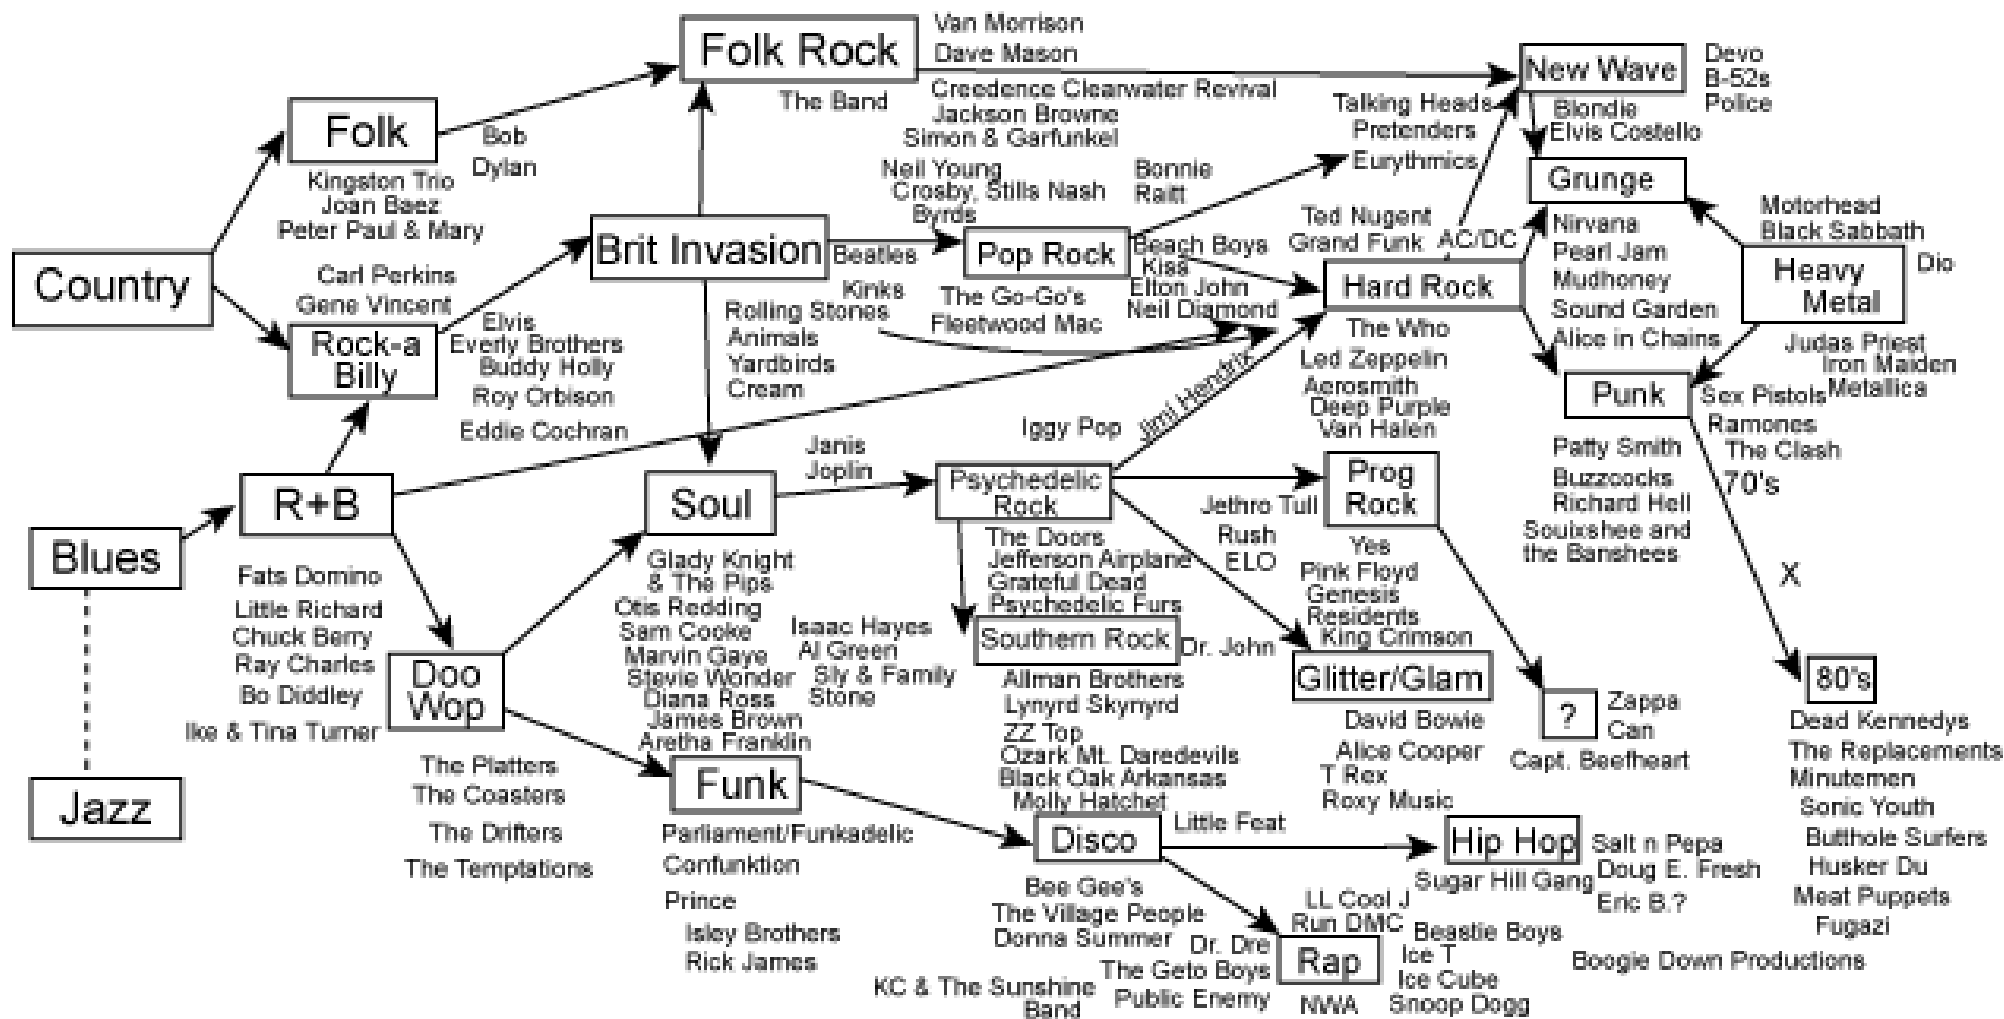 Van Morrison
Folk Rock
Dave Mason
New Wave
Devo
B-52s
Police
The Band
Creedence Clearwater Revival
Jackson Browne
Simon & Garfunkel
Talking Heads
Pretenders
Eurythmics
Blondie
Elvis Costello
Folk
Bob
Dylan
Kingston Trio
Joan Baez
Peter Paul & Mary
Neil Young
Crosby, Stills Nash
Byrds
Bonnie
Raitt
Grunge
Nirvana
Pearl Jam
Mudhoney
Sound Garden
Alice in Chains
Motorhead
Black Sabbath
Heavy
Metal
Dio
Judas Priest
Iron Maiden
Metallica
Country
Carl Perkins
Gene Vincent
Rock-a
Billy
Elvis
Everly Brothers
Buddy Holly
Roy Orbison
Eddie Cochran
Brit Invasion
Beatles
Kinks
Rolling Stones
Animals
Yardbirds
Cream
Pop Rock
The Go-Go's
Fleetwood Mac
Beach Boys
Kiss
Elton John
Neil Diamond
Ted Nugent
Grand Funk
AC/DC
Hard Rock
The Who
Led Zeppelin
Aerosmith
Deep Purple
Van Halen
Punk
Sex Pistols
Ramones
The Clash
70's
Patty Smith
Buzzcocks
Richard Hell
Souixshee and
the Banshees
X
Blues
R+B
Fats Domino
Little Richard
Chuck Berry
Ray Charles
Bo Diddley
Ike & Tina Turner
Soul
Janis
Joplin
Iggy Pop
Jimi Hendrix
Psychedelic
Rock
The Doors
Jefferson Airplane
Grateful Dead
Psychedelic Furs
Prog
Rock
Jethro Tull
Rush
ELO
Yes
Pink Floyd
Genesis
Residents
King Crimson
Glady Knight
& The Pips
Otis Redding
Sam Cooke
Marvin Gaye
Stevie Wonder
Diana Ross
James Brown
Aretha Franklin
Isaac Hayes
Al Green
Sly & Family
Stone
Doo
Wop
The Platters
The Coasters
The Drifters
The Temptations
Southern Rock
Dr. John
Allman Brothers
Lynyrd Skynyrd
ZZ Top
Ozark Mt. Daredevils
Black Oak Arkansas
Molly Hatchet
Little Feat
Glitter/Glam
David Bowie
Alice Cooper
T Rex
Roxy Music
?
Zappa
Can
Capt. Beefheart
80's
Dead Kennedys
The Replacements
Minutemen
Sonic Youth
Butthole Surfers
Husker Du
Meat Puppets
Fugazi
Jazz
Funk
Parliament/Funkadelic
Confunktion
Prince
Isley Brothers
Rick James
Disco
Bee Gee's
The Village People
Donna Summer
KC & The Sunshine
Band
Hip Hop
Sugar Hill Gang
Salt n Pepa
Doug E. Fresh
Eric B.?
LL Cool J
Run DMC
Rap
Dr. Dre
The Geto Boys
Public Enemy
NWA
Beastie Boys
Ice T
Ice Cube
Snoop Dogg
Boogie Down Productions